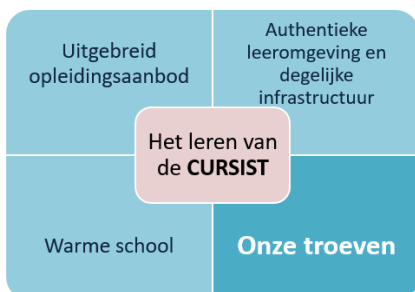 Uitgebreid
opleidingsaanbod
Authentieke
leeromgeving en
degelijke
infrastructuur
Het leren van
de CURSIST
Warme school
Onze troeven